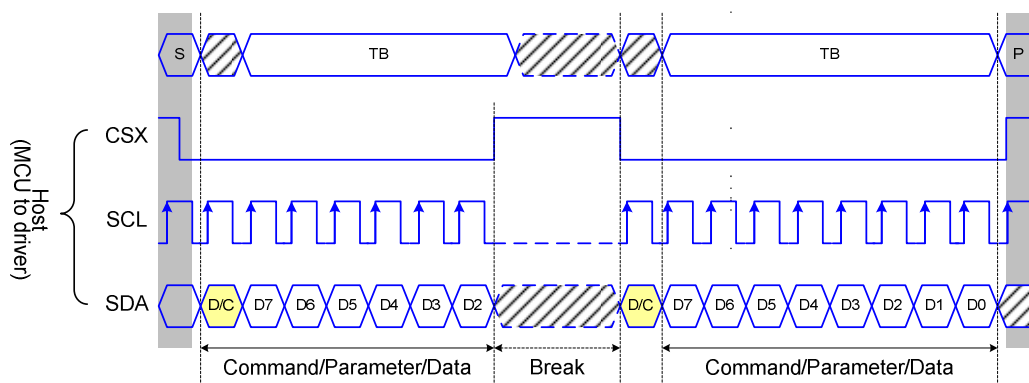 S TB TB P
CSX
SCL
SDA
Host
(MCU to driver)
D/C D7 D6 D5 D4 D3 D2 D/C D7 D6 D5 D4 D3 D2 D1 D0
Command/Parameter/Data Break Command/Parameter/Data